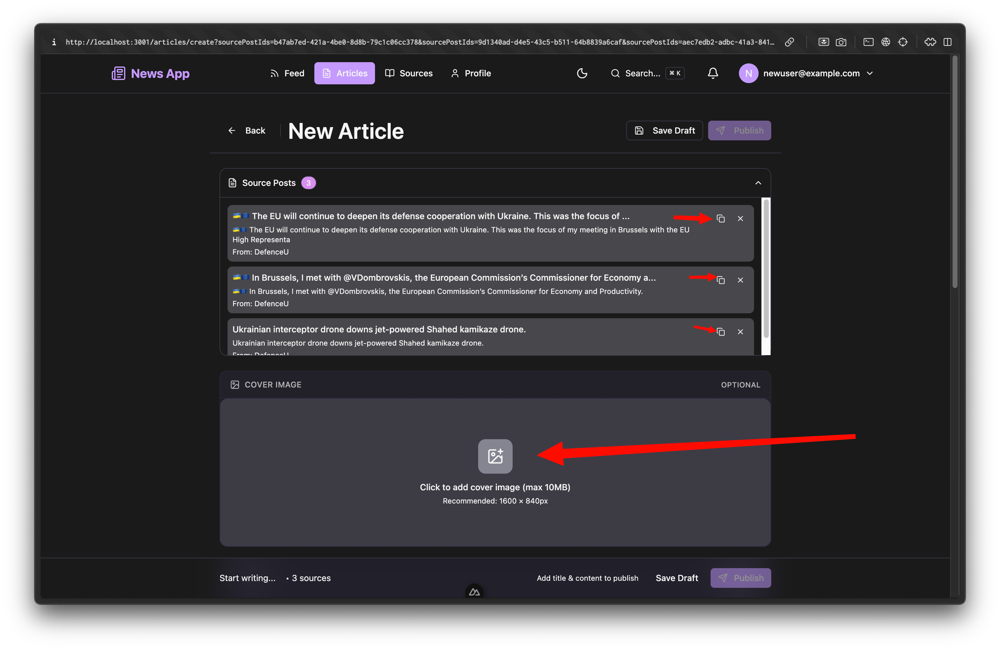 http://localhost:3001/articles/create?sourcePostIds=b47ab7ed-421a-4be0-8d8b-79c1c06cc378&sourcePostIds=9d1340ad-d4e5-43c5-b511-64b8839a6caf&sourcePostIds=aec7edb2-adbc-41a3-841…
News App
Feed
Articles
Sources
Profile
Search...
⌘ K
N
newuser@example.com
Back
New Article
Save Draft
Publish
Source Posts
3
🇺🇦🇪🇺 The EU will continue to deepen its defense cooperation with Ukraine. This was the focus of ...
🇺🇦🇪🇺 The EU will continue to deepen its defense cooperation with Ukraine. This was the focus of my meeting in Brussels with the EU
High Representa
From: DefenceU
🇺🇦🇪🇺 In Brussels, I met with @VDombrovskis, the European Commission’s Commissioner for Economy a...
🇺🇦🇪🇺 In Brussels, I met with @VDombrovskis, the European Commission’s Commissioner for Economy and Productivity.
From: DefenceU
Ukrainian interceptor drone downs jet-powered Shahed kamikaze drone.
Ukrainian interceptor drone downs jet-powered Shahed kamikaze drone.
From: DefenceU
COVER IMAGE
OPTIONAL
Click to add cover image (max 10MB)
Recommended: 1600 × 840px
Start writing...
• 3 sources
Add title & content to publish
Save Draft
Publish